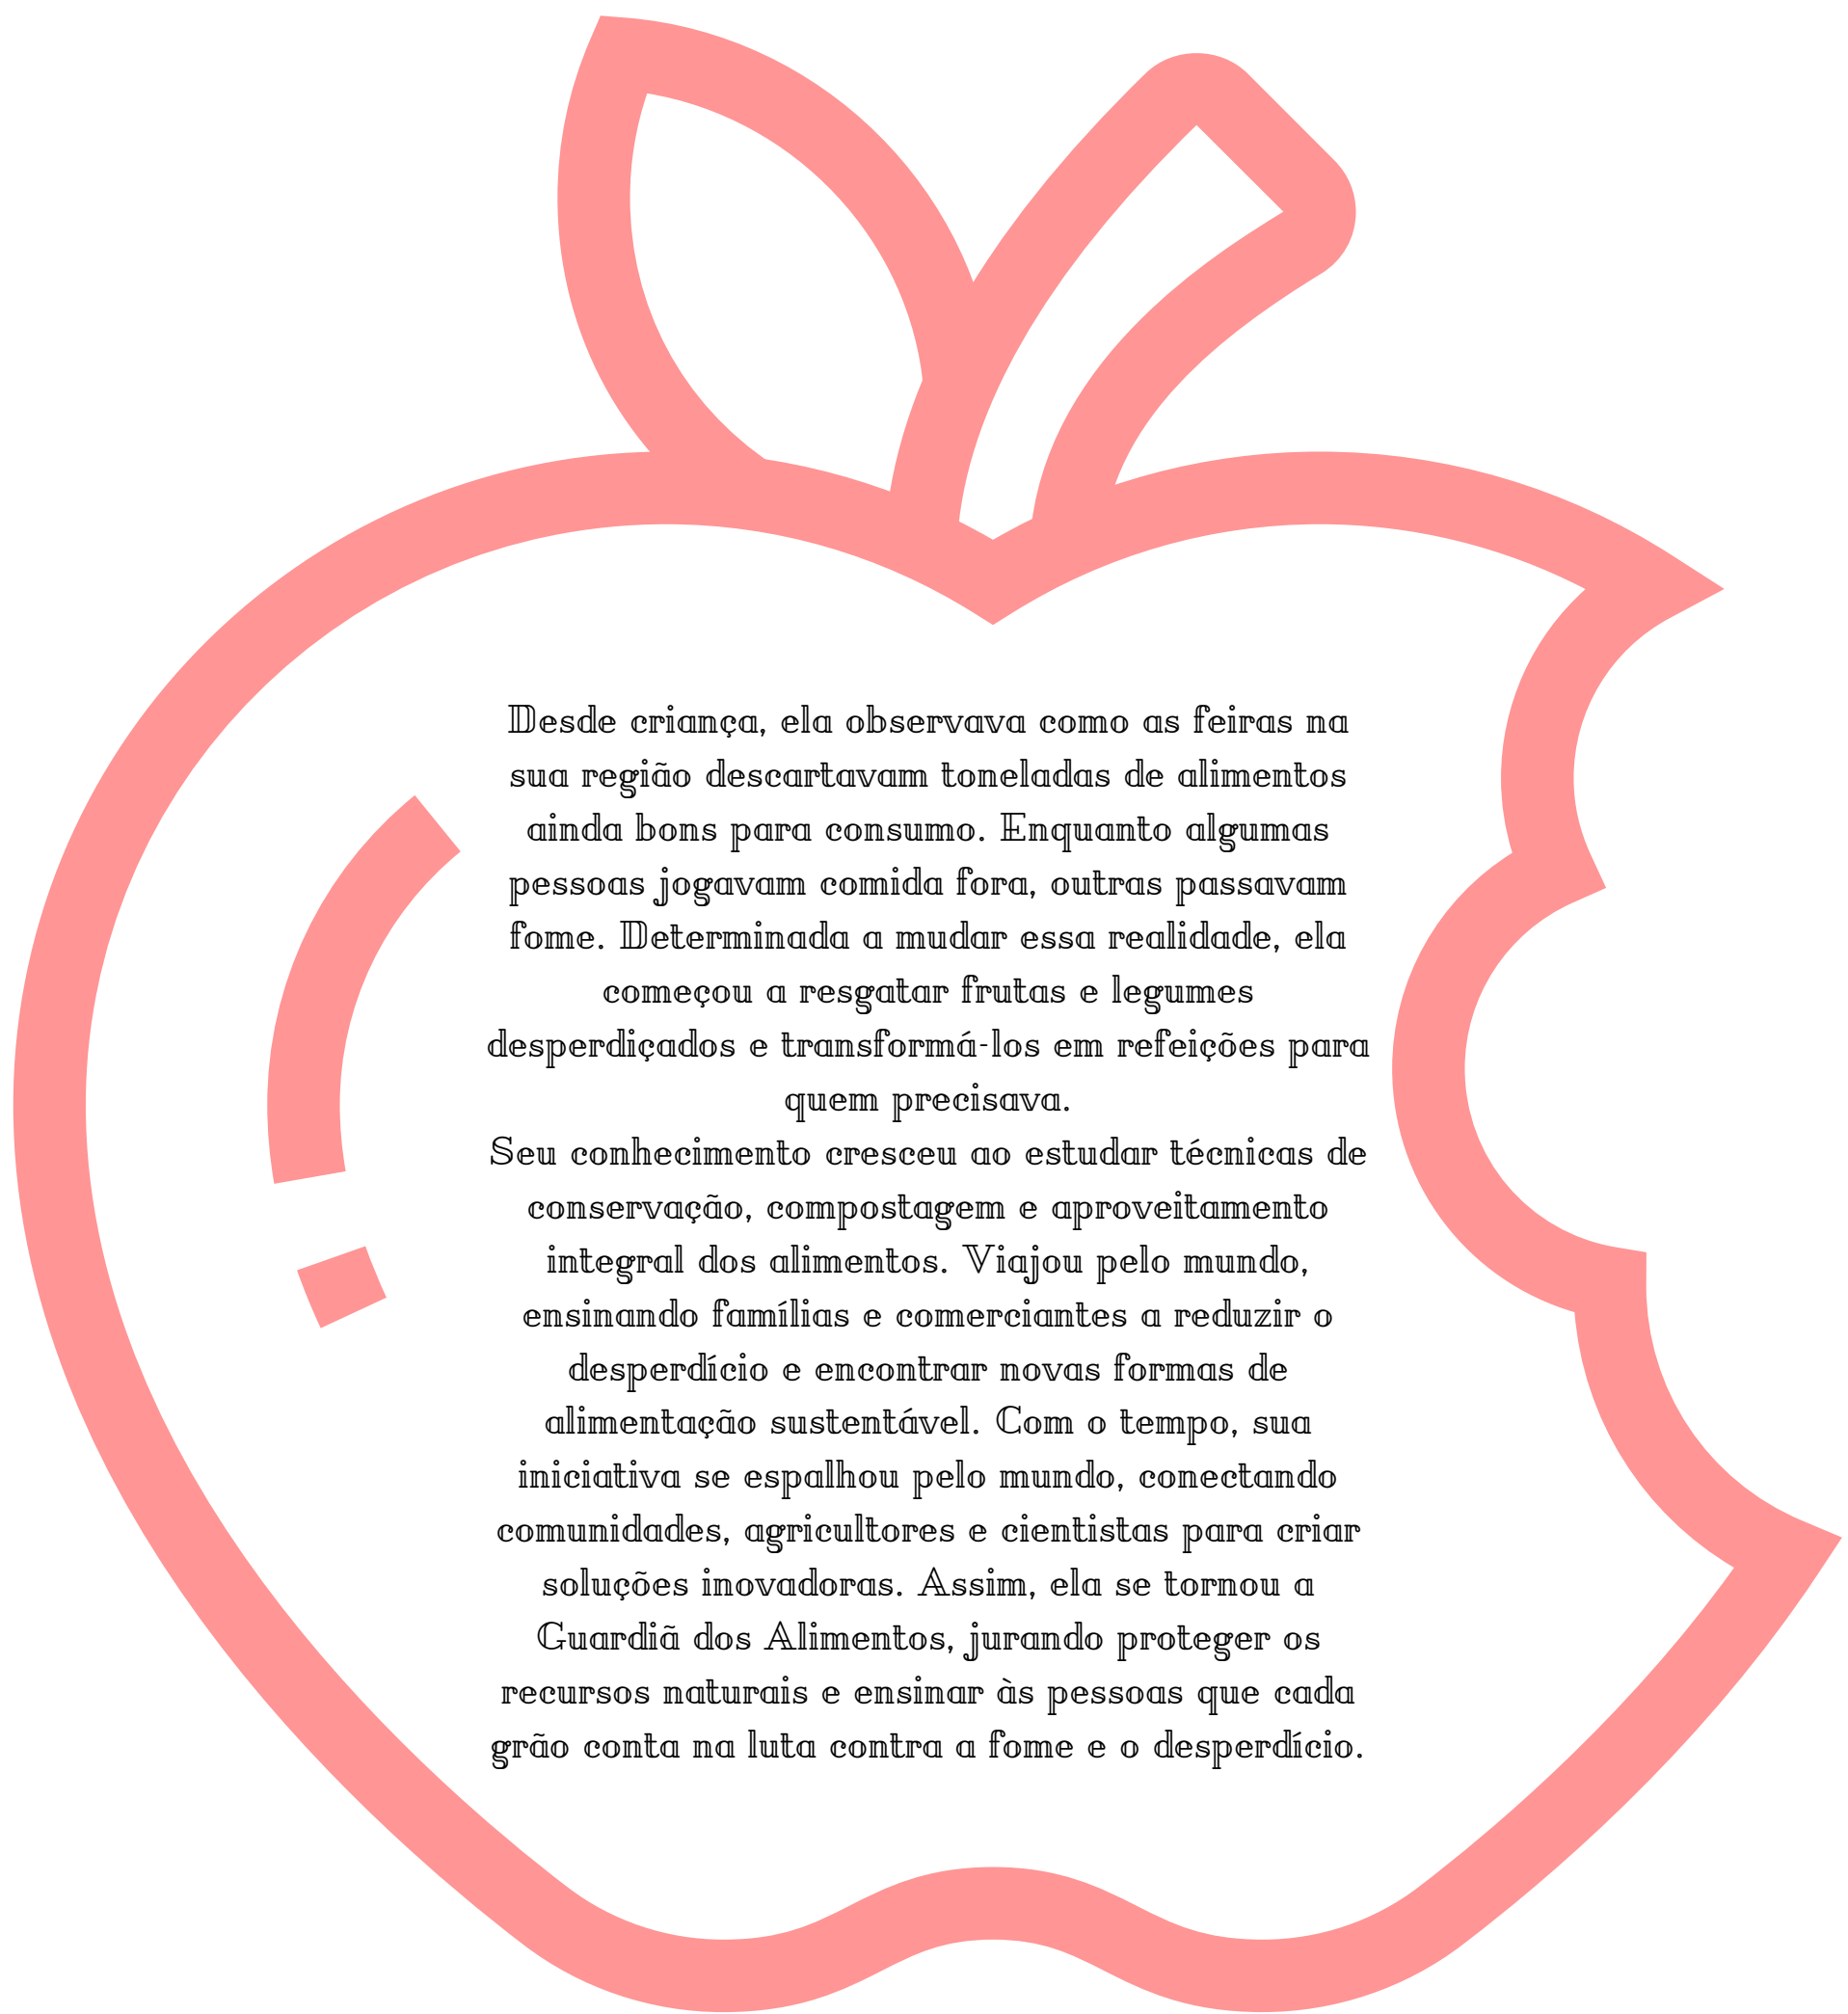 Desde criança, ela observava como as feiras na
sua região descartavam toneladas de alimentos
ainda bons para consumo. Enquanto algumas
pessoas jogavam comida fora, outras passavam
fome. Determinada a mudar essa realidade, ela
começou a resgatar frutas e legumes
desperdiçados e transformá-los em refeições para
quem precisava.
Seu conhecimento cresceu ao estudar técnicas de
conservação, compostagem e aproveitamento
integral dos alimentos. Viajou pelo mundo,
ensinando famílias e comerciantes a reduzir o
desperdício e encontrar novas formas de
alimentação sustentável. Com o tempo, sua
iniciativa se espalhou pelo mundo, conectando
comunidades, agricultores e cientistas para criar
soluções inovadoras. Assim, ela se tornou a
Guardiã dos Alimentos, jurando proteger os
recursos naturais e ensinar às pessoas que cada
grão conta na luta contra a fome e o desperdício.